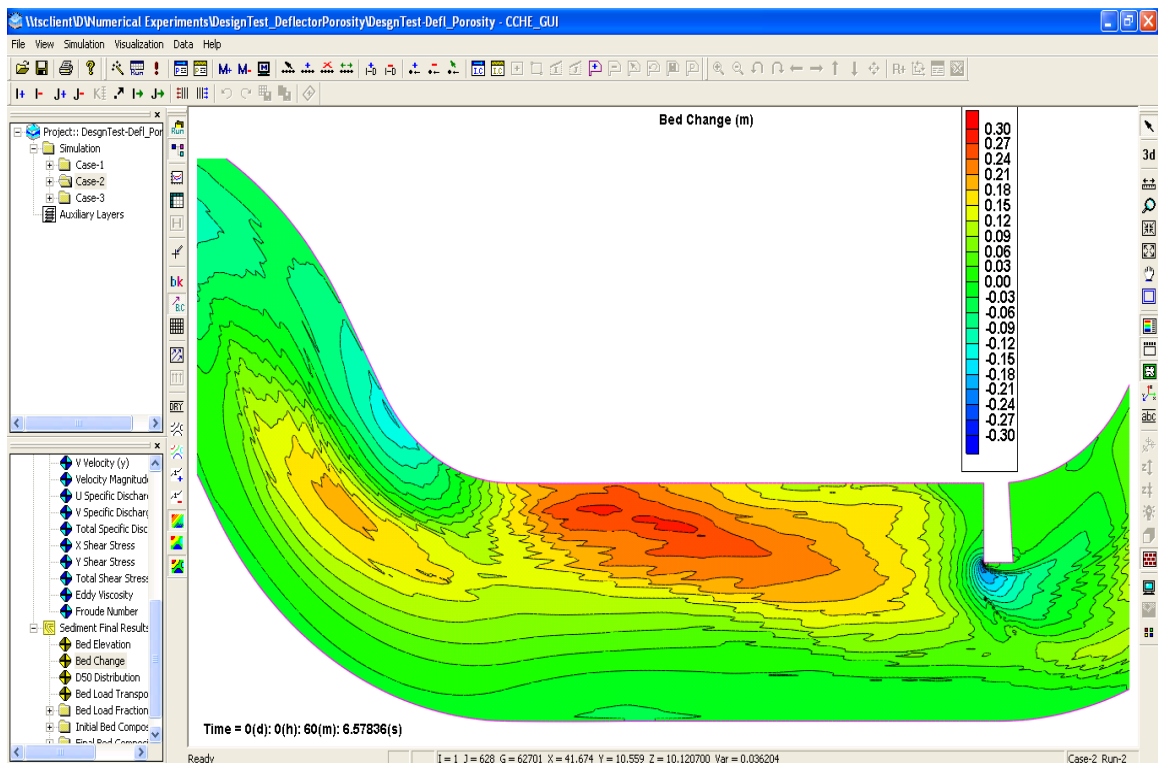 \\tsclient\D\Numerical Experiments\DesignTest_DeflectorPorosity\DesgnTest-Defl_Porosity - CCHE_GUI
File View Simulation Visualization Data Help
RUN M+ M- I.C I.C R+
I+ I- J+ J- K I+ J+
Project:: DesgnTest-Defl_Por
Simulation
Case-1
Case-2
Case-3
Auxiliary Layers
V Velocity (y)
Velocity Magnitud
U Specific Dischar
V Specific Dischar
Total Specific Disc
X Shear Stress
Y Shear Stress
Total Shear Stress
Eddy Viscosity
Froude Number
Sediment Final Results
Bed Elevation
Bed Change
D50 Distribution
Bed Load Transpo
Bed Load Fraction
Initial Bed Compos
Final Bed Composi
Run
H
bk
B.C
DRY
Bed Change (m)
0.30
0.27
0.24
0.18
0.15
0.12
0.09
0.06
0.03
0.00
-0.03
-0.06
-0.09
-0.12
-0.15
-0.18
-0.21
-0.24
-0.27
-0.30
3d
abc
Time = 0(d): 0(h): 60(m): 6.57836(s)
Ready
I = 1 J = 628 G = 62701 X = 41.674 Y = 10.559 Z = 10.120700 Var = 0.036204
Case-2 Run-2